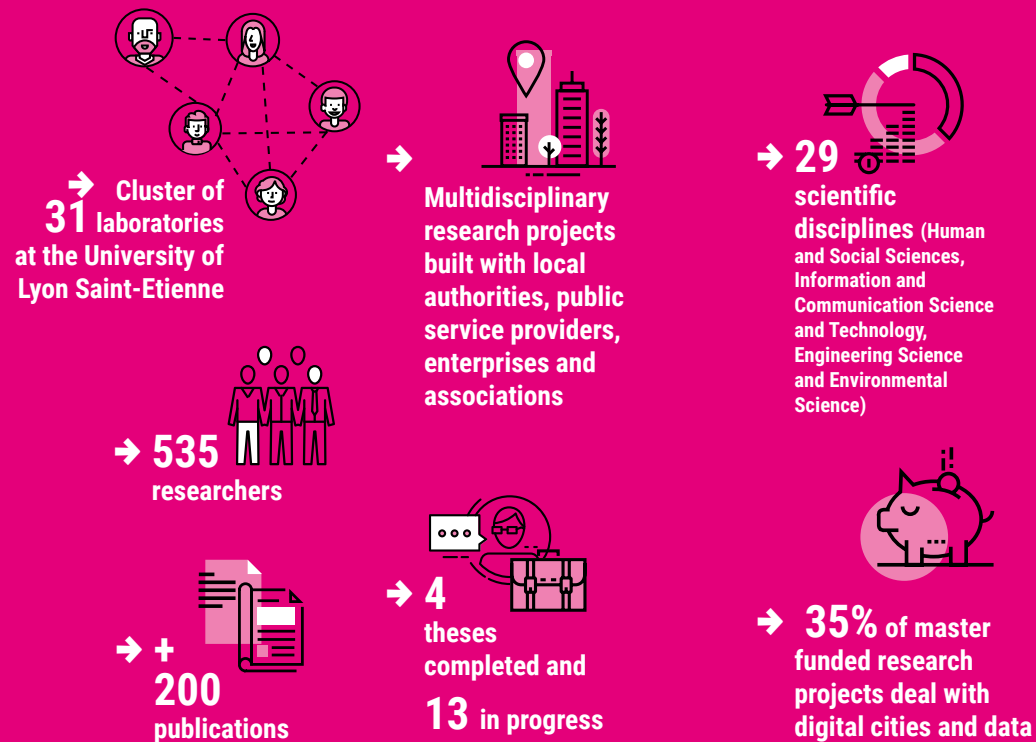 Cluster of
31 laboratories
at the University of
Lyon Saint-Etienne
Multidisciplinary
research projects
built with local
authorities, public
service providers,
enterprises and
associations
29
scientific
disciplines (Human
and Social Sciences,
Information and
Communication Science
and Technology,
Engineering Science
and Environmental
Science)
535
researchers
+
200
publications
4
theses
completed and
13 in progress
35% of master
funded research
projects deal with
digital cities and data